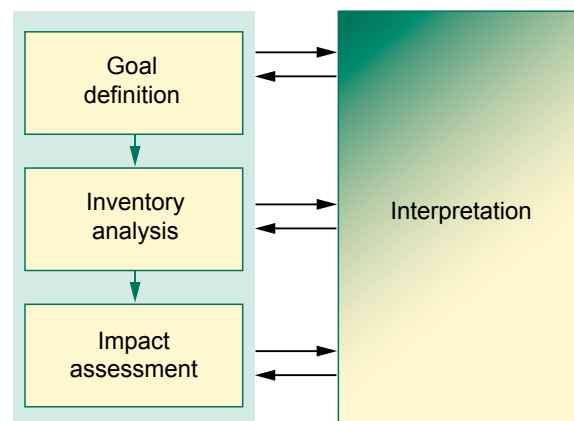 Goal
definition
Inventory
analysis
Interpretation
Impact
assessment